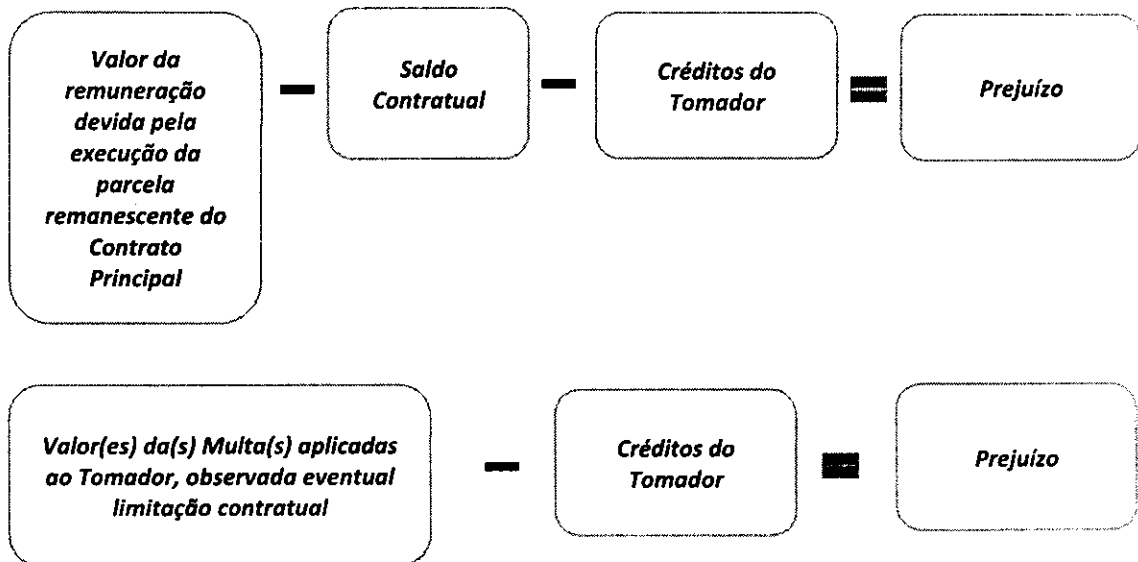 Valor da
remuneração
devida pela
execução da
parcela
remanescente do
Contrato
Principal
Saldo
Contratual
Créditos do
Tomador
Prejuízo
Valor(es) da(s) Multa(s) aplicadas
ao Tomador, observada eventual
limitação contratual
Créditos do
Tomador
Prejuízo